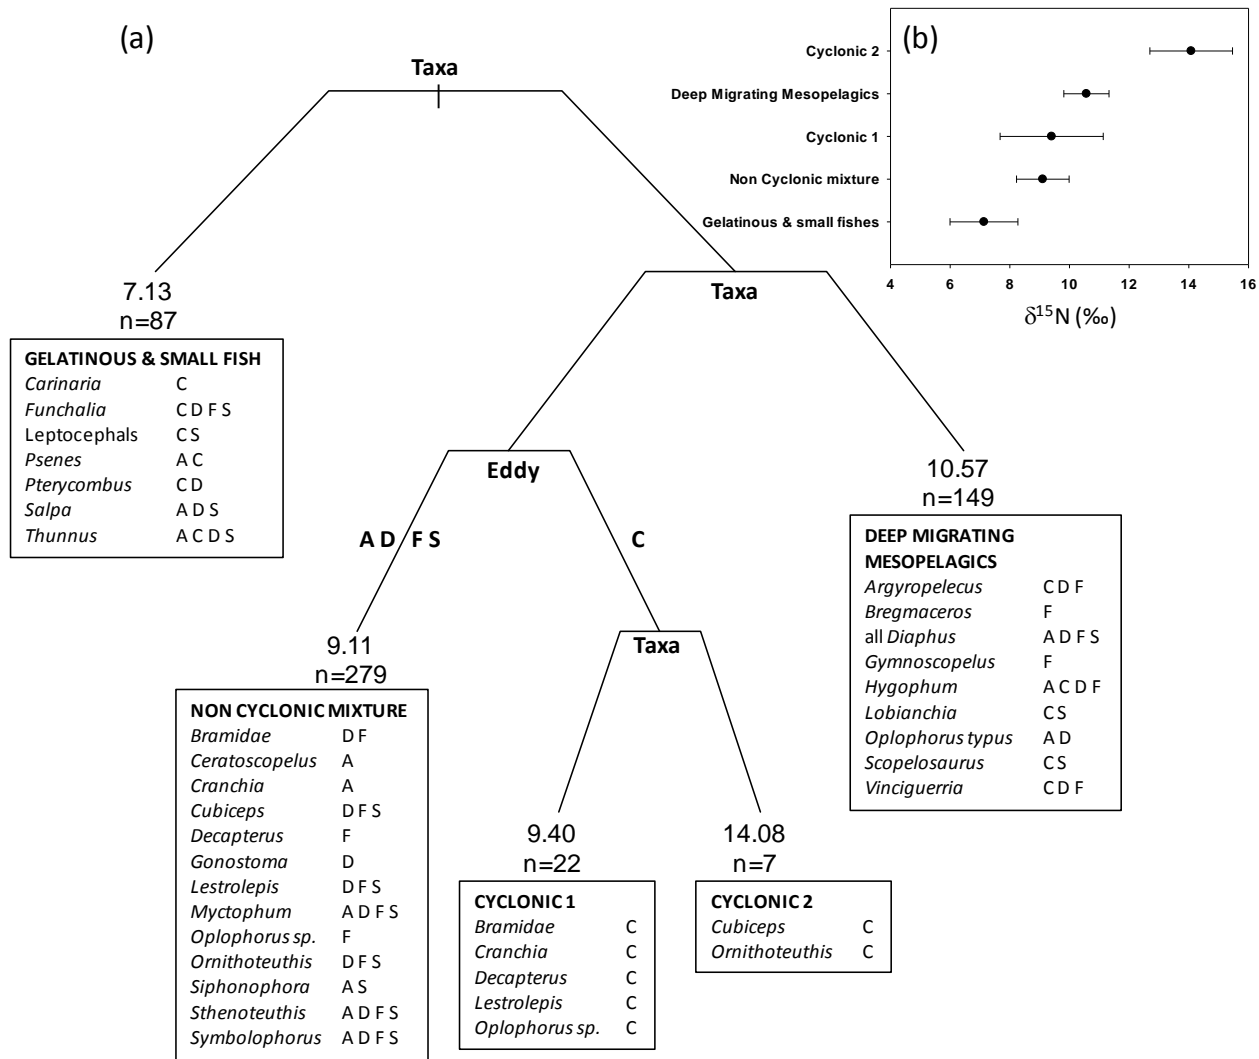 (a)
Taxa
(b)
Cyclonic 2
Deep Migrating Mesopelagics
Cyclonic 1
Non Cyclonic mixture
Gelatinous & small fishes
4 6 8 10 12 14 16
δ15N (‰)
Taxa
7.13
n=87
GELATINOUS & SMALL FISH
Carinaria C
Funchalia C D F S
Leptocephals C S
Psenes A C
Pterycombus C D
Salpa A D S
Thunnus A C D S
Eddy
A D F S
C
10.57
n=149
DEEP MIGRATING
MESOPELAGICS
Argyropelecus C D F
Bregmaceros F
all Diaphus A D F S
Gymnoscopelus F
Hygophum A C D F
Lobianchia C S
Oplophorus typus A D
Scopelosaurus C S
Vinciguerria C D F
9.11
n=279
NON CYCLONIC MIXTURE
Bramidae D F
Ceratoscopelus A
Cranchia A
Cubiceps D F S
Decapterus F
Gonostoma D
Lestrolepis D F S
Myctophum A D F S
Oplophorus sp. F
Ornithoteuthis D F S
Siphonophora A S
Sthenoteuthis A D F S
Symbolophorus A D F S
Taxa
9.40
n=22
CYCLONIC 1
Bramidae C
Cranchia C
Decapterus C
Lestrolepis C
Oplophorus sp. C
14.08
n=7
CYCLONIC 2
Cubiceps C
Ornithoteuthis C